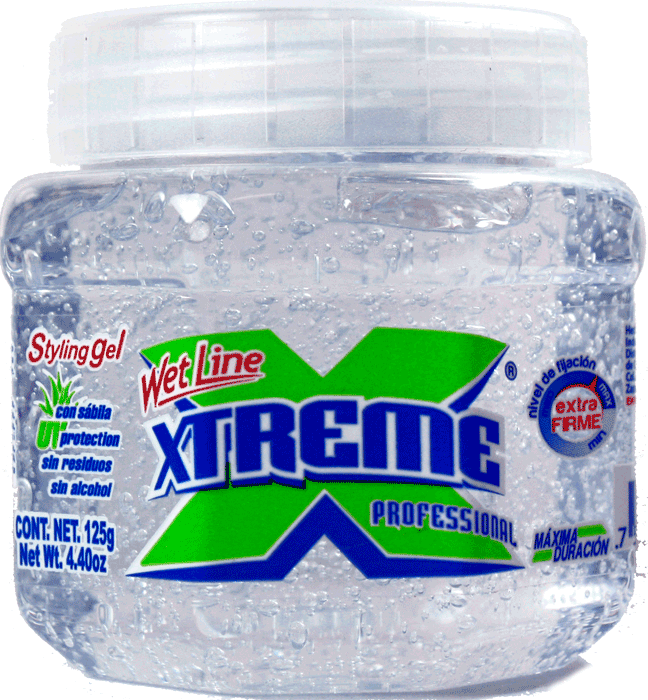 Styling gel
con sábila
UV protection
sin residuos
sin alcohol
CONT. NET. 125g
Net Wt. 4.40oz
Wet Line
XTREME
®
PROFESSIONAL
nivel de fijación
max
extra
FIRME
min
MÁXIMA
DURACIÓN
.7